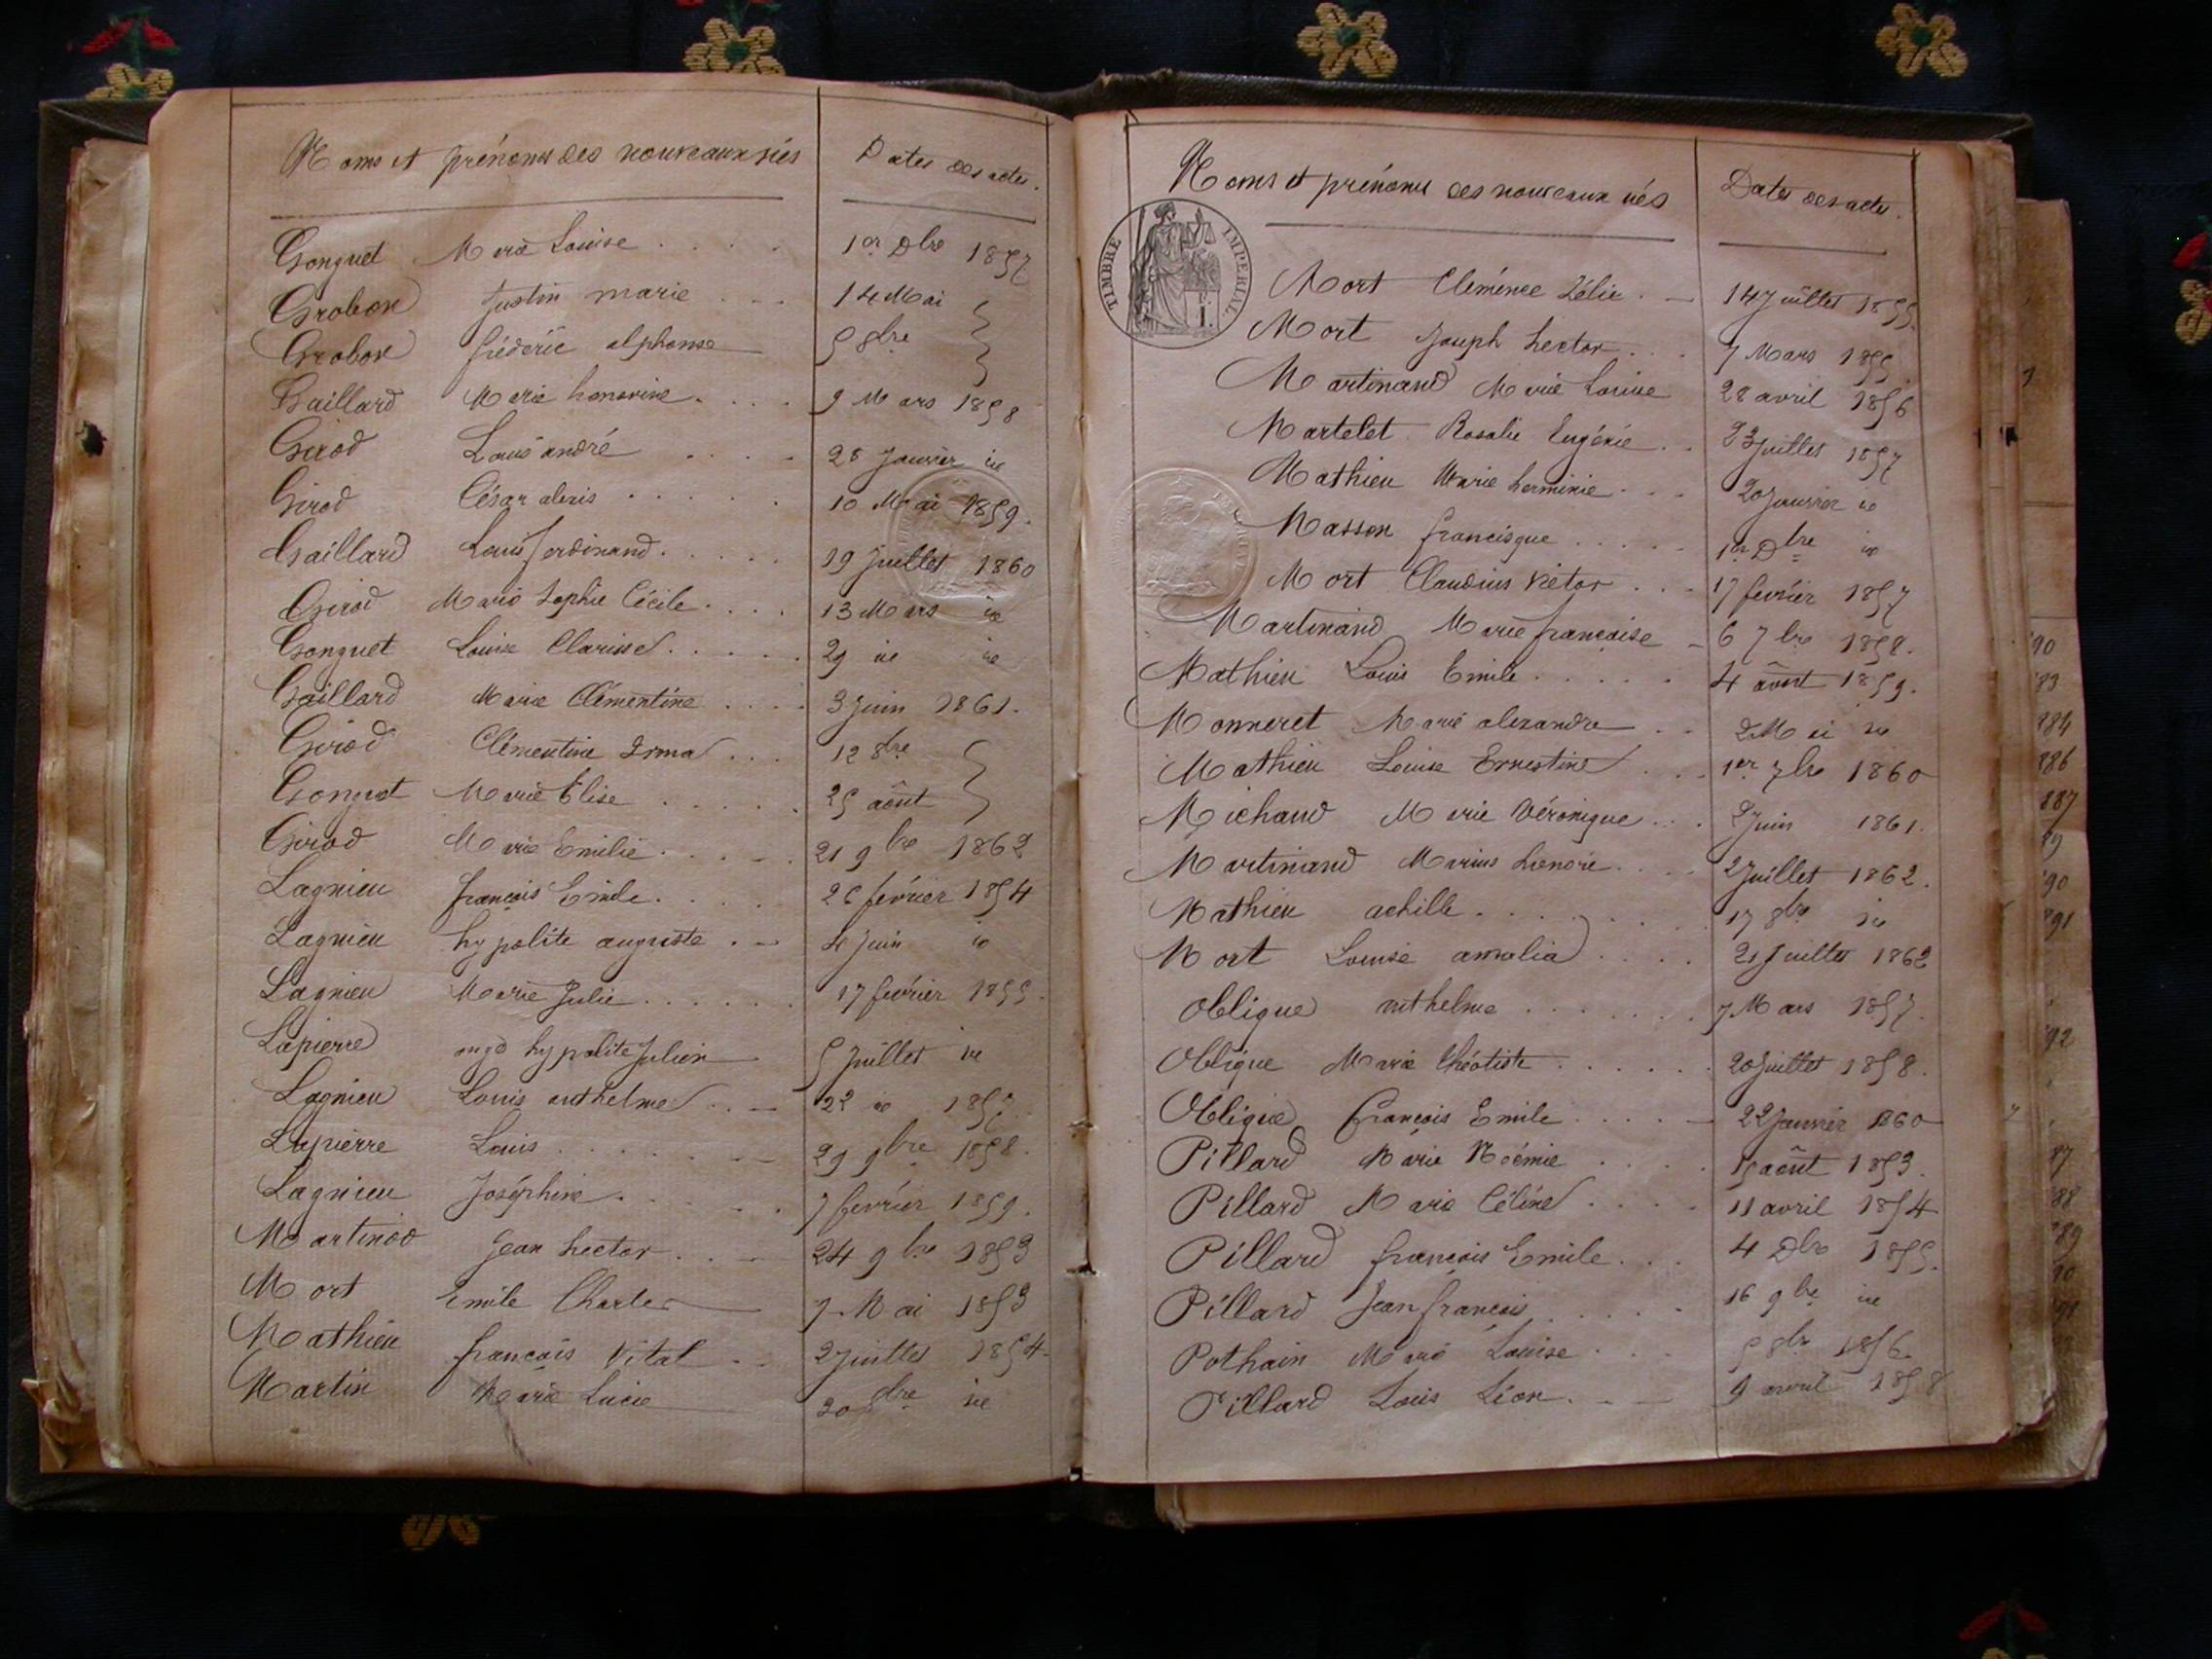 Noms et prénoms des nouveaux nés Dates des actes.
Gonguet Marie Louise . . . . 1er Dbre 1857
Grobon Justin marie . . . 14 Mai
Grobon fréderic alphonse 5 8bre
Gaillard Marie honorine . . . . 9 Mars 1858
Girod Louis andré . . . . 28 Janvier id
Girod César alexis . . . . . 10 Mai 1859.
Gaillard Louis ferdinand . . . . . 19 Juillet 1860
Girod Marie Sophie Cécile . . . . 13 Mars id
Gonguet Louise Clarisse . . . . . 29 id id
Gaillard Marie Clémentine . . . . 3 Juin 1861.
Girod Clémentine Irma . . . 12 8bre
Gonguet Marie Elise . . . . . 25 août
Girod Marie Emilie . . . . . 21 9bre 1862
Lagnieu françois Emile . . . . 26 février 1854
Lagnieu hypolite auguste . - 4 Juin id
Lagnieu Marie Julie . . . . . . 17 février 1855.
Lapierre hypolite Julien 5 Juillet id
Lagnieu Louis anthelme . . - 22 id
Lapierre Louis . . . . . . . 29 9bre 1858.
Lagnieu Joséphine . . . . . 7 février 1859.
Martinod Jean hector . . - 24 9bre 1853
Mort Emile Charles 7 Mai 1853
Mathieu françois Vital . . 2 Juillet 1854
Martin Marie Lucie 20 8bre id
Noms et prénoms des nouveaux nés Dates des actes.
TIMBRE IMPERIAL
Mort Clémence Zélie . - 14 Juillet 1855.
Mort Joseph hector . . . 7 Mars 1855
Martinand Marie Louise 28 avril 1856
Martelet Rosalie Eugénie . . 23 Juillet 1857
Mathieu Marie herminie . . . 20 Janvier id
Masson francisque . . . . . 1er Dbre id
Mort Claudius Victor . . . 17 février 1857
Martinand Marie françoise - 6 7bre 1858.
Mathieu Louis Emile . . . . . 4 août 1859.
Monneret Marie alexandre . . 2 Mai id
Mathieu Louise Ernestine . . . 1er 7bre 1860
Michaud Marie Véronique . . . 2 Juin 1861.
Martinand Marius honoré . . . . 2 Juillet 1862.
Mathieu achille . . . . . . 17 8bre id
Mort Louise amalia . . . . 21 Juillet 1862
Oblique anthelme . . . . . . . 7 Mars 1857.
Oblique Marie Théotiste . . . . . . 20 Juillet 1858.
Oblique françois Emile . . . . - 22 Janvier 1860
Pillard Marie Noémie . . . . 15 août 1853.
Pillard Marie Céline . . . . 11 avril 1854
Pillard françois Emile . . . 4 Dbre 1855.
Pillard Jean françois . . . . . 16 9bre id
Pothain Marie Louise . . . 5 8bre 1856.
Pillard Louis Léon . - - 9 avril 1858